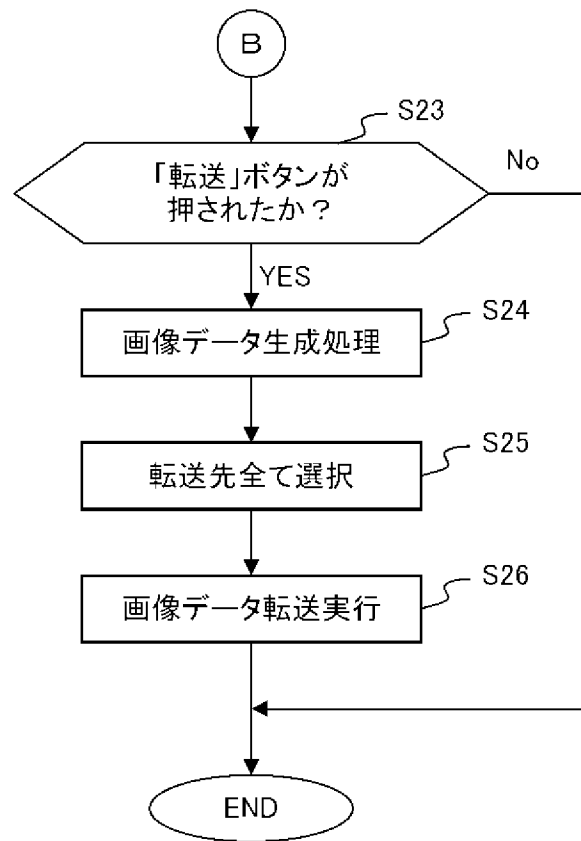 B
S23
「転送」ボタンが
押されたか？
No
YES
画像データ生成処理
S24
転送先全て選択
S25
画像データ転送実行
S26
END